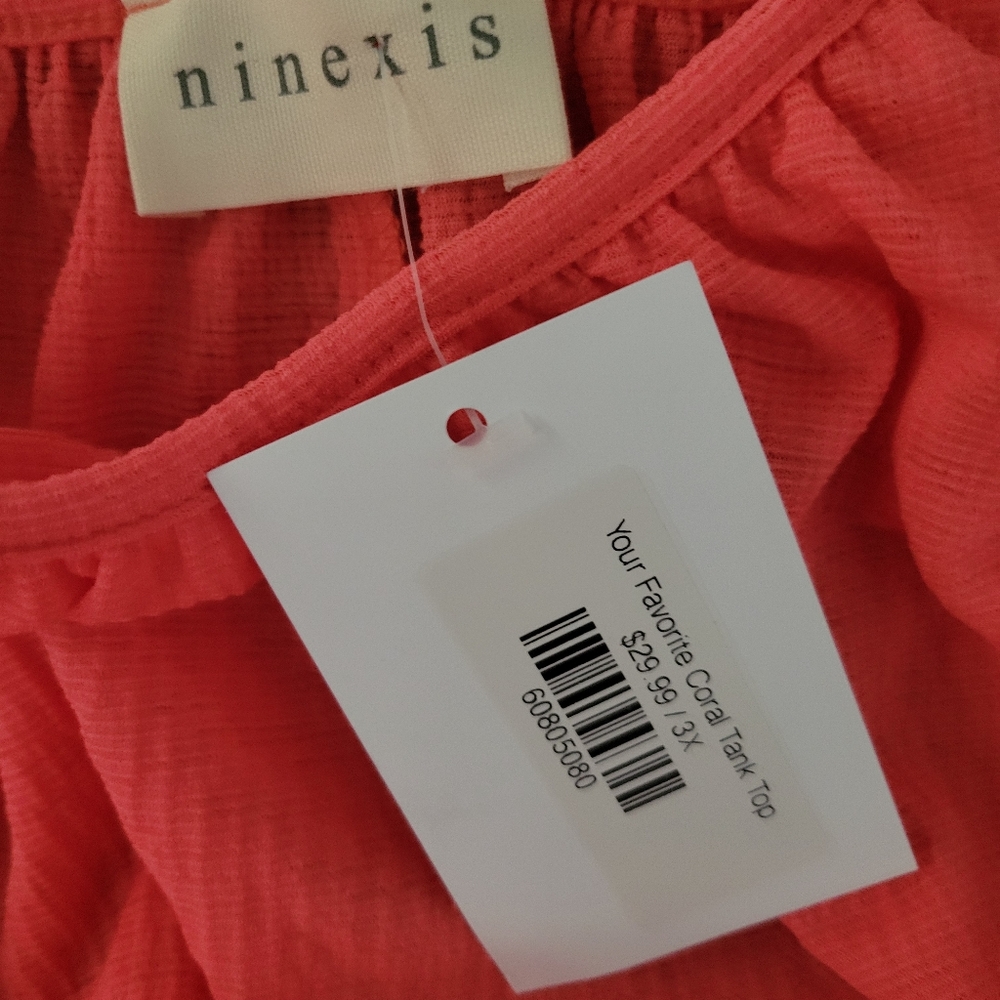 ninexis
Your Favorite Coral Tank Top
$29.99 / 3X
60805080